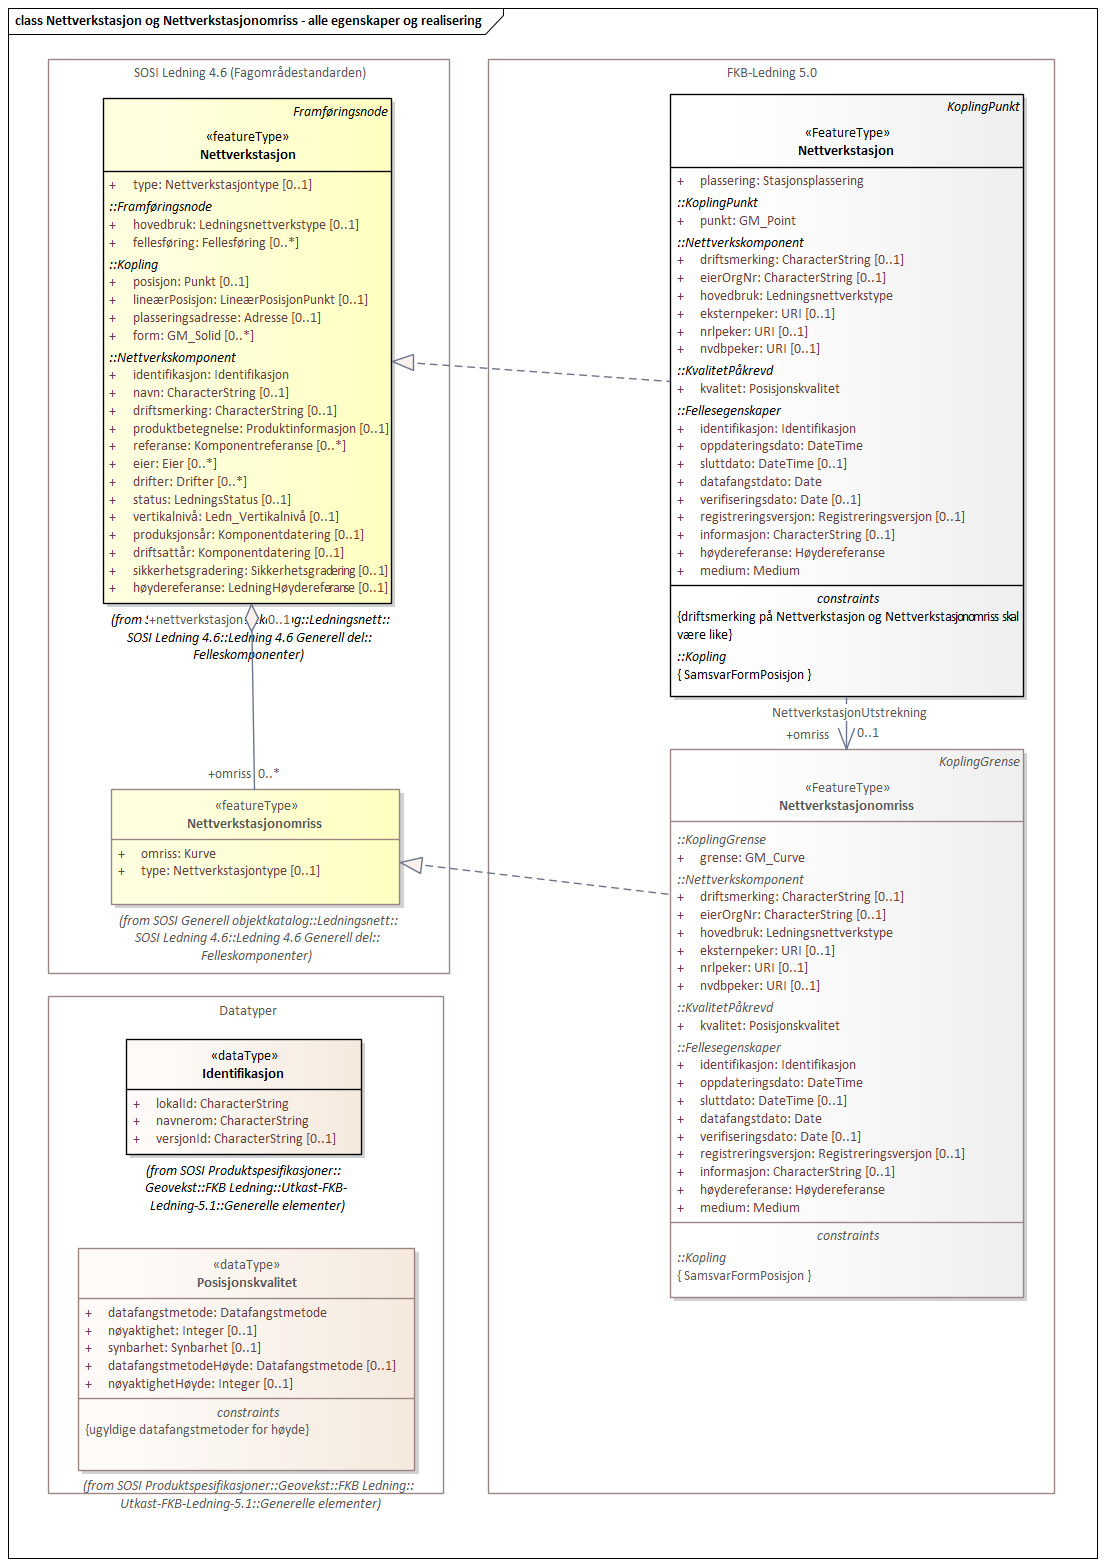 class Nettverkstasjon og Nettverkstasjonomriss - alle egenskaper og realisering
SOSI Ledning 4.6 (Fagområdestandarden)
Framføringsnode
«featureType»
Nettverkstasjon
+ type: Nettverkstasjontype [0..1]
::Framføringsnode
+ hovedbruk: Ledningsnettverkstype [0..1]
+ fellesføring: Fellesføring [0..*]
::Kopling
+ posisjon: Punkt [0..1]
+ lineærPosisjon: LineærPosisjonPunkt [0..1]
+ plasseringsadresse: Adresse [0..1]
+ form: GM_Solid [0..*]
::Nettverkskomponent
+ identifikasjon: Identifikasjon
+ navn: CharacterString [0..1]
+ driftsmerking: CharacterString [0..1]
+ produktbetegnelse: Produktinformasjon [0..1]
+ referanse: Komponentreferanse [0..*]
+ eier: Eier [0..*]
+ drifter: Drifter [0..*]
+ status: LedningsStatus [0..1]
+ vertikalnivå: Ledn_Vertikalnivå [0..1]
+ produksjonsår: Komponentdatering [0..1]
+ driftsattår: Komponentdatering [0..1]
+ sikkerhetsgradering: Sikkerhetsgradering [0..1]
+ høydereferanse: LedningHøydereferanse [0..1]
(from
+nettverkstasjon
0..1
::Ledningsnett::
SOSI Ledning 4.6::Ledning 4.6 Generell del::
Felleskomponenter)
+omriss 0..*
«featureType»
Nettverkstasjonomriss
+ omriss: Kurve
+ type: Nettverkstasjontype [0..1]
(from SOSI Generell objektkatalog::Ledningsnett::
SOSI Ledning 4.6::Ledning 4.6 Generell del::
Felleskomponenter)
FKB-Ledning 5.0
KoplingPunkt
«FeatureType»
Nettverkstasjon
+ plassering: Stasjonsplassering
::KoplingPunkt
+ punkt: GM_Point
::Nettverkskomponent
+ driftsmerking: CharacterString [0..1]
+ eierOrgNr: CharacterString [0..1]
+ hovedbruk: Ledningsnettverkstype
+ eksternpeker: URI [0..1]
+ nrlpeker: URI [0..1]
+ nvdbpeker: URI [0..1]
::KvalitetPåkrevd
+ kvalitet: Posisjonskvalitet
::Fellesegenskaper
+ identifikasjon: Identifikasjon
+ oppdateringsdato: DateTime
+ sluttdato: DateTime [0..1]
+ datafangstdato: Date
+ verifiseringsdato: Date [0..1]
+ registreringsversjon: Registreringsversjon [0..1]
+ informasjon: CharacterString [0..1]
+ høydereferanse: Høydereferanse
+ medium: Medium
constraints
{driftsmerking på Nettverkstasjon og Nettverkstasjonomriss skal
være like}
::Kopling
{ SamsvarFormPosisjon }
NettverkstasjonUtstrekning
+omriss 0..1
KoplingGrense
«FeatureType»
Nettverkstasjonomriss
::KoplingGrense
+ grense: GM_Curve
::Nettverkskomponent
+ driftsmerking: CharacterString [0..1]
+ eierOrgNr: CharacterString [0..1]
+ hovedbruk: Ledningsnettverkstype
+ eksternpeker: URI [0..1]
+ nrlpeker: URI [0..1]
+ nvdbpeker: URI [0..1]
::KvalitetPåkrevd
+ kvalitet: Posisjonskvalitet
::Fellesegenskaper
+ identifikasjon: Identifikasjon
+ oppdateringsdato: DateTime
+ sluttdato: DateTime [0..1]
+ datafangstdato: Date
+ verifiseringsdato: Date [0..1]
+ registreringsversjon: Registreringsversjon [0..1]
+ informasjon: CharacterString [0..1]
+ høydereferanse: Høydereferanse
+ medium: Medium
constraints
::Kopling
{ SamsvarFormPosisjon }
Datatyper
«dataType»
Identifikasjon
+ lokalId: CharacterString
+ navnerom: CharacterString
+ versjonId: CharacterString [0..1]
(from SOSI Produktspesifikasjoner::
Geovekst::FKB Ledning::Utkast-FKB-
Ledning-5.1::Generelle elementer)
«dataType»
Posisjonskvalitet
+ datafangstmetode: Datafangstmetode
+ nøyaktighet: Integer [0..1]
+ synbarhet: Synbarhet [0..1]
+ datafangstmetodeHøyde: Datafangstmetode [0..1]
+ nøyaktighetHøyde: Integer [0..1]
constraints
{ugyldige datafangstmetoder for høyde}
(from SOSI Produktspesifikasjoner::Geovekst::FKB Ledning::
Utkast-FKB-Ledning-5.1::Generelle elementer)